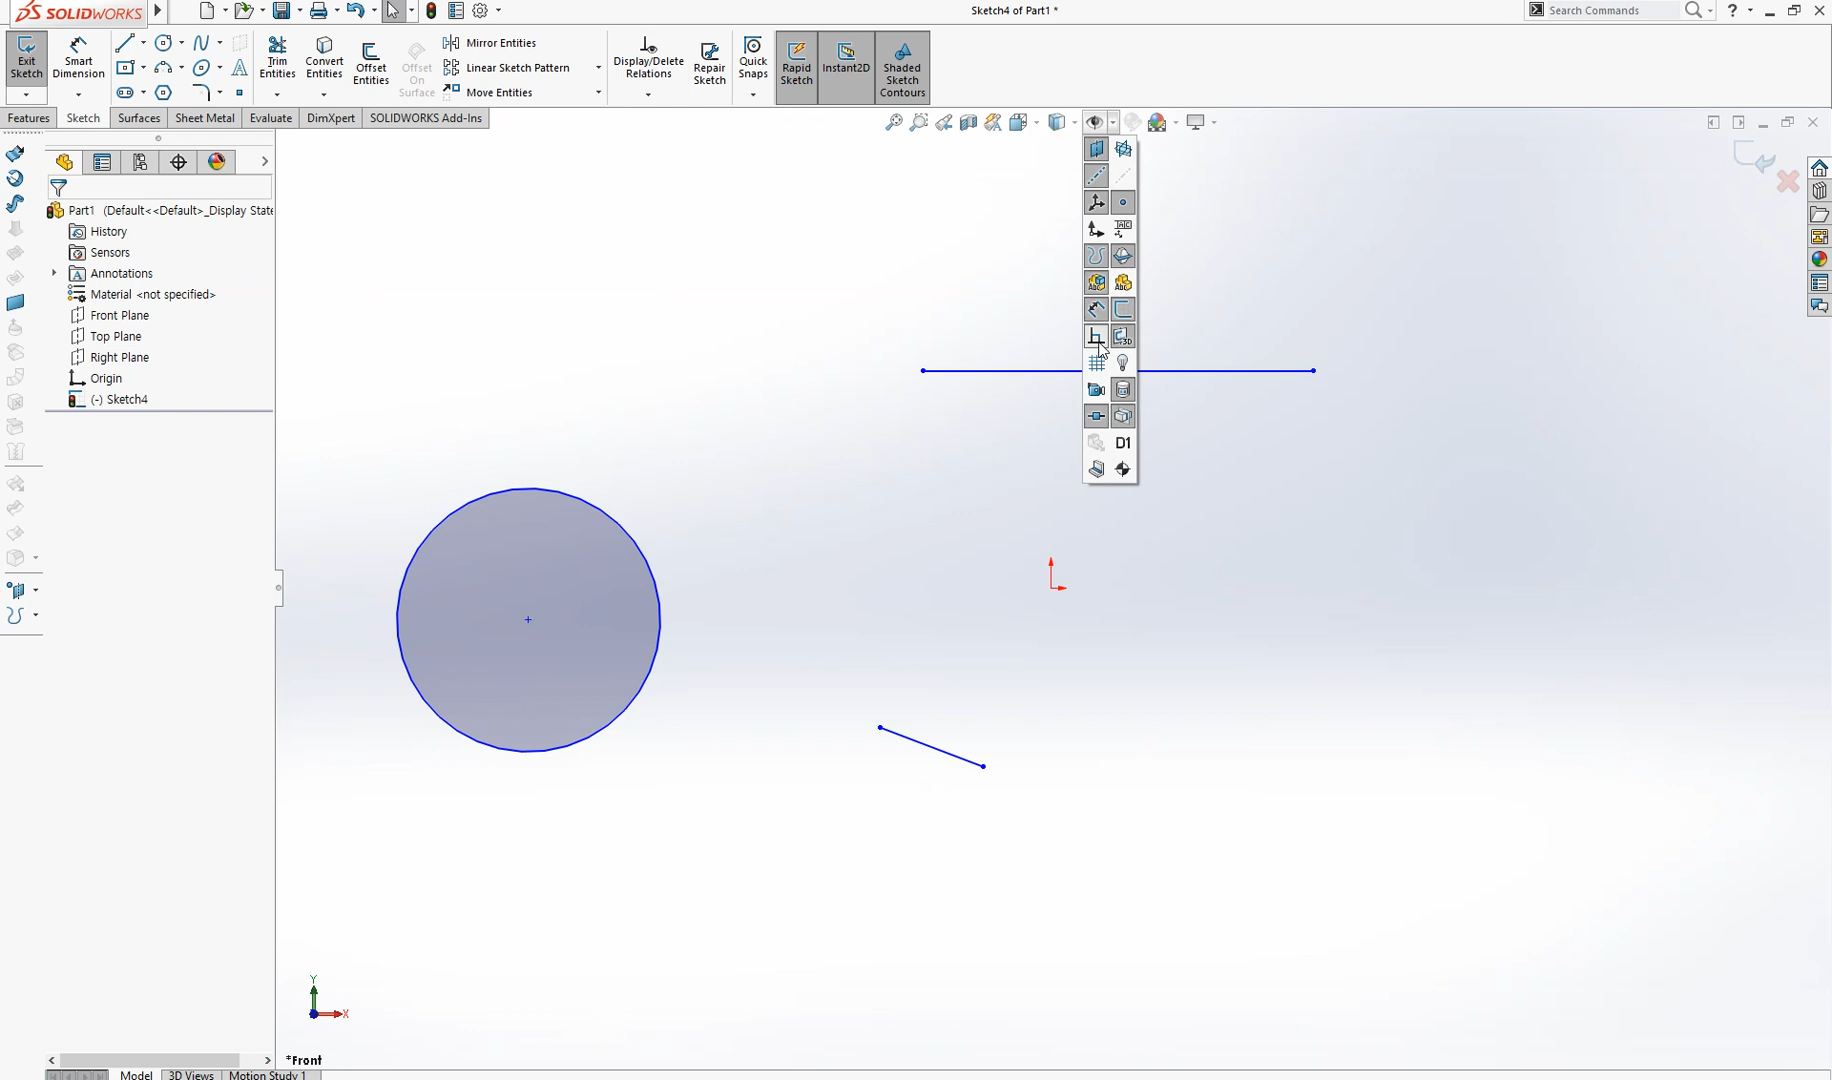 SOLIDWORKS
Sketch4 of Part1 *
Search Commands
?
Exit Sketch
Smart Dimension
Trim Entities
Convert Entities
Offset Entities
Offset On Surface
Mirror Entities
Linear Sketch Pattern
Move Entities
Display/Delete Relations
Repair Sketch
Quick Snaps
Rapid Sketch
Instant2D
Shaded Sketch Contours
Features
Sketch
Surfaces
Sheet Metal
Evaluate
DimXpert
SOLIDWORKS Add-Ins
Part1 (Default<<Default>_Display State
History
Sensors
Annotations
Material <not specified>
Front Plane
Top Plane
Right Plane
Origin
(-) Sketch4
D1
Y
X
*Front
Model
3D Views
Motion Study 1